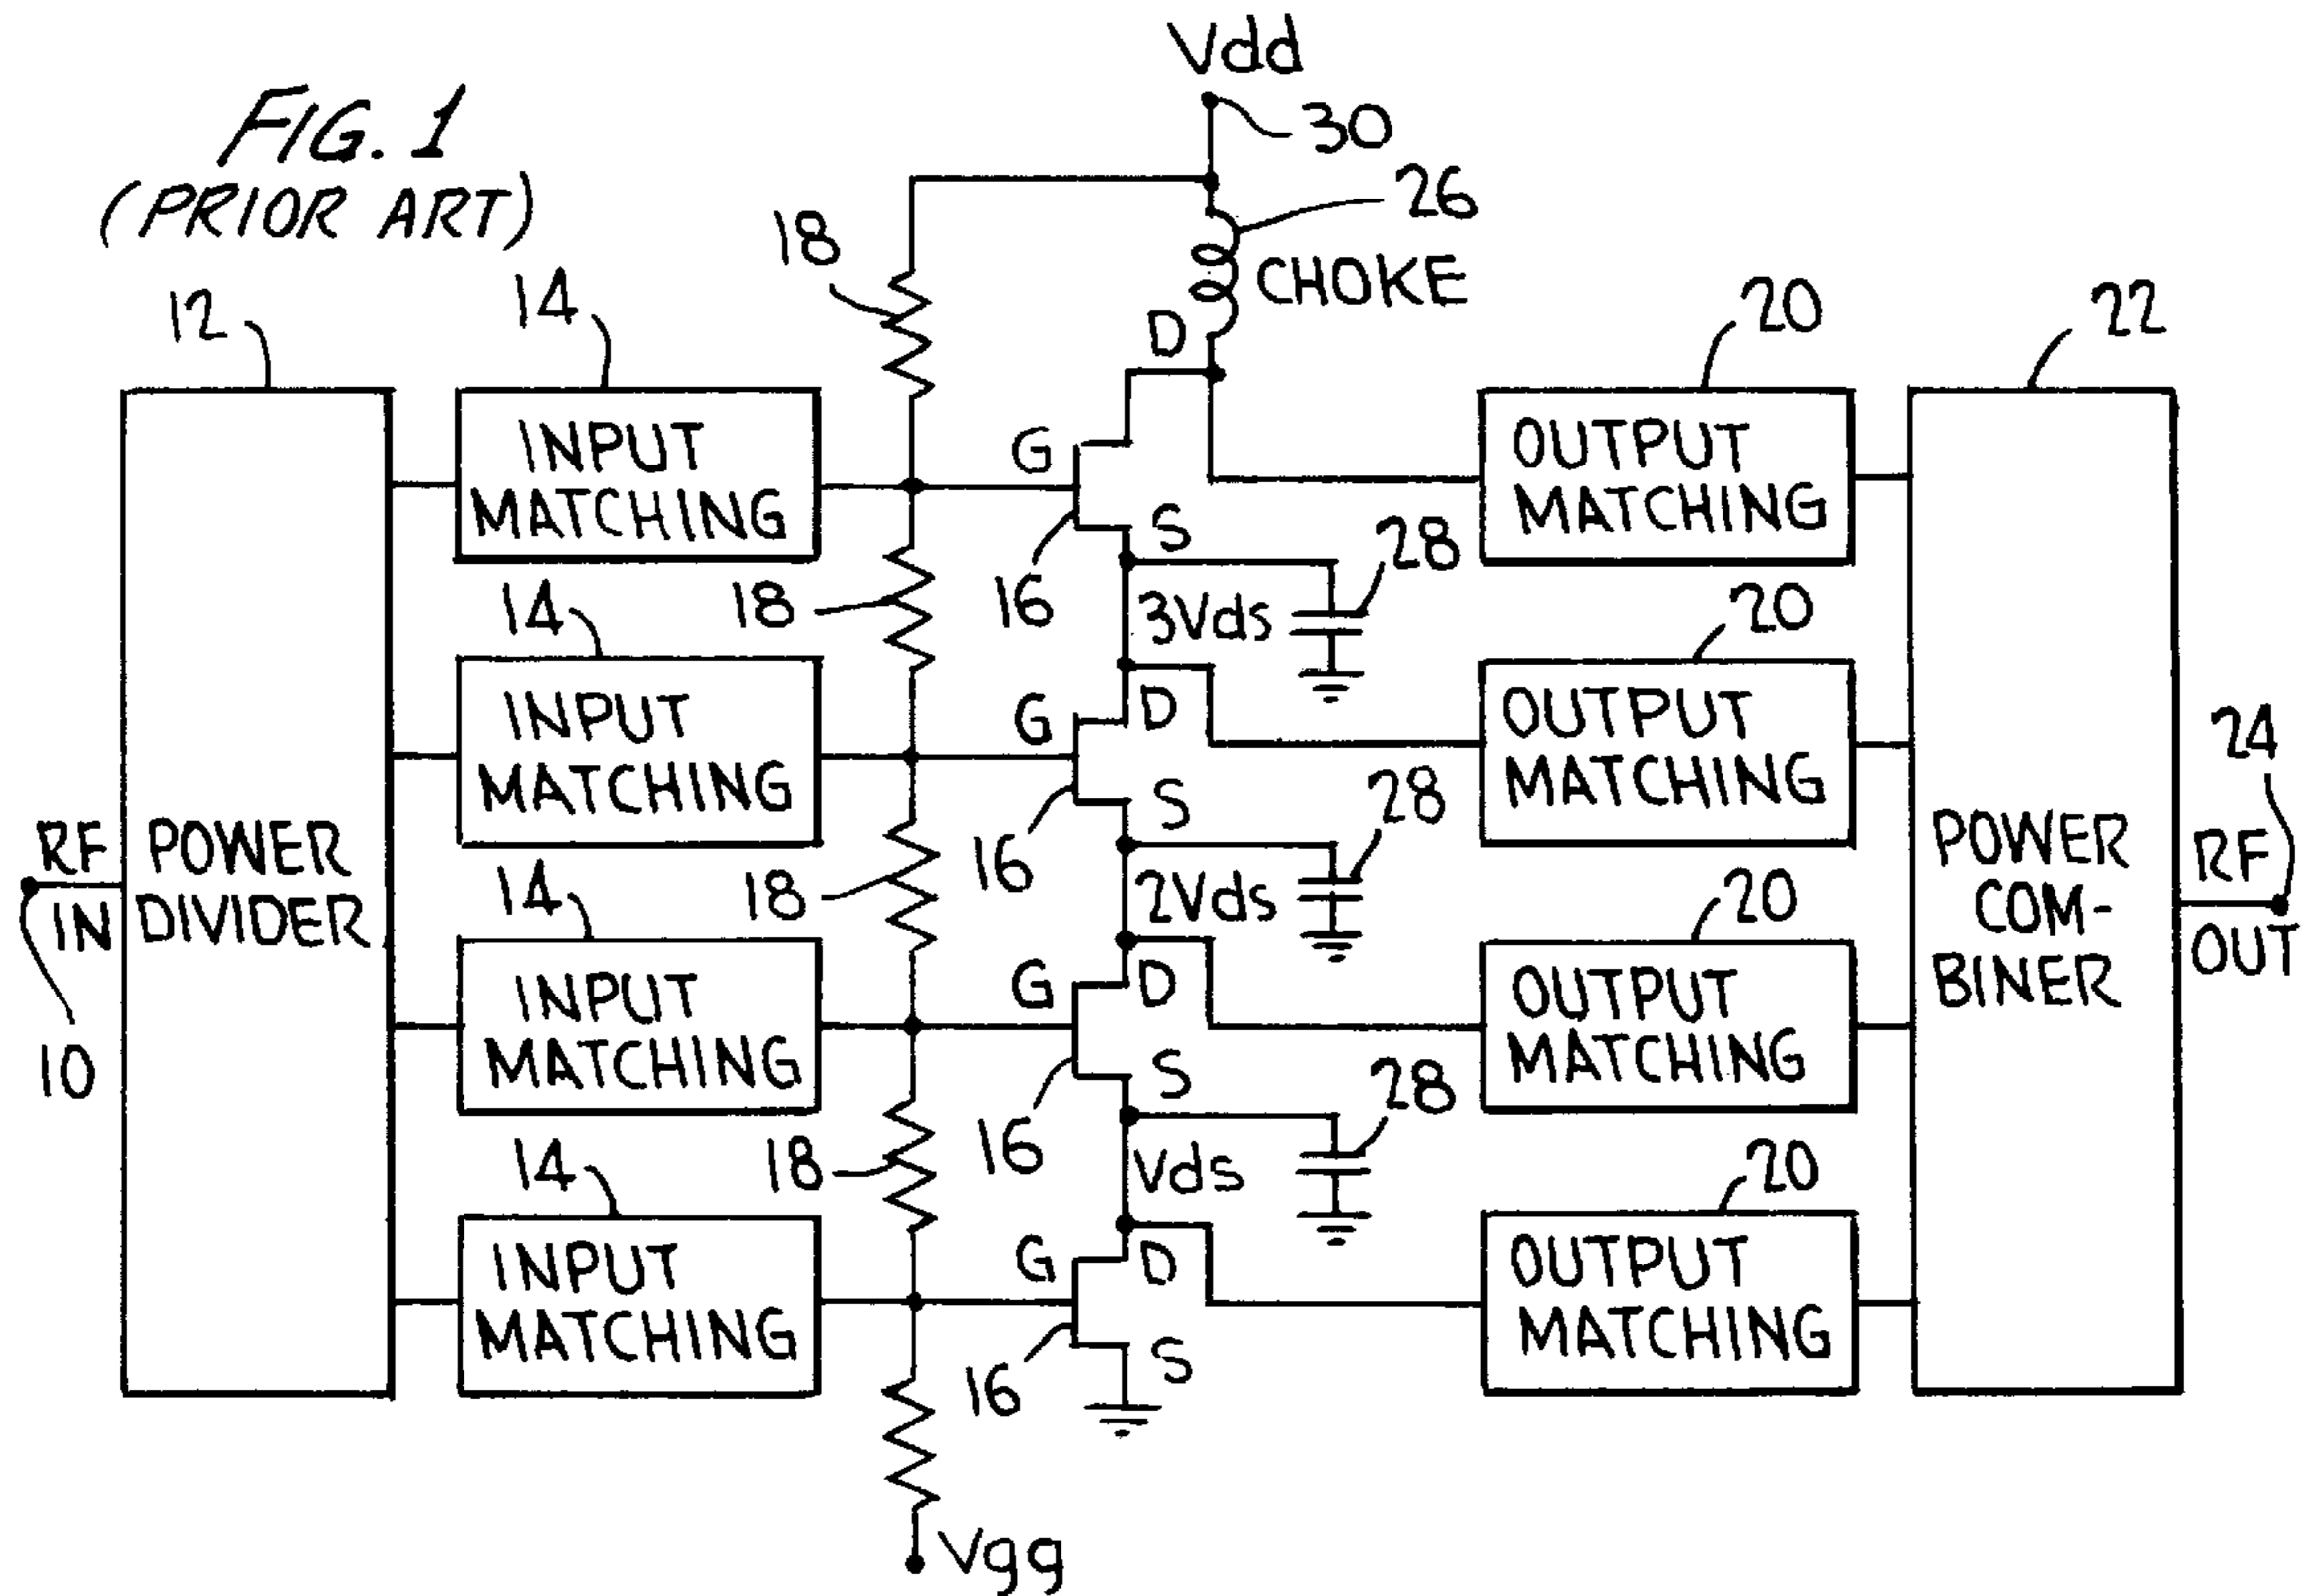 FIG. 1
(PRIOR ART)
Vdd
30
26
CHOKE
18
12
14
D
20
22
INPUT
MATCHING
G
S
16
OUTPUT
MATCHING
28
18
3Vds
14
20
INPUT
MATCHING
G
D
S
16
OUTPUT
MATCHING
28
18
2Vds
14
20
24
RF
IN
10
POWER
DIVIDER
POWER
COM-
BINER
RF
OUT
INPUT
MATCHING
G
D
S
16
OUTPUT
MATCHING
28
18
Vds
14
20
INPUT
MATCHING
G
D
S
16
OUTPUT
MATCHING
Vgg